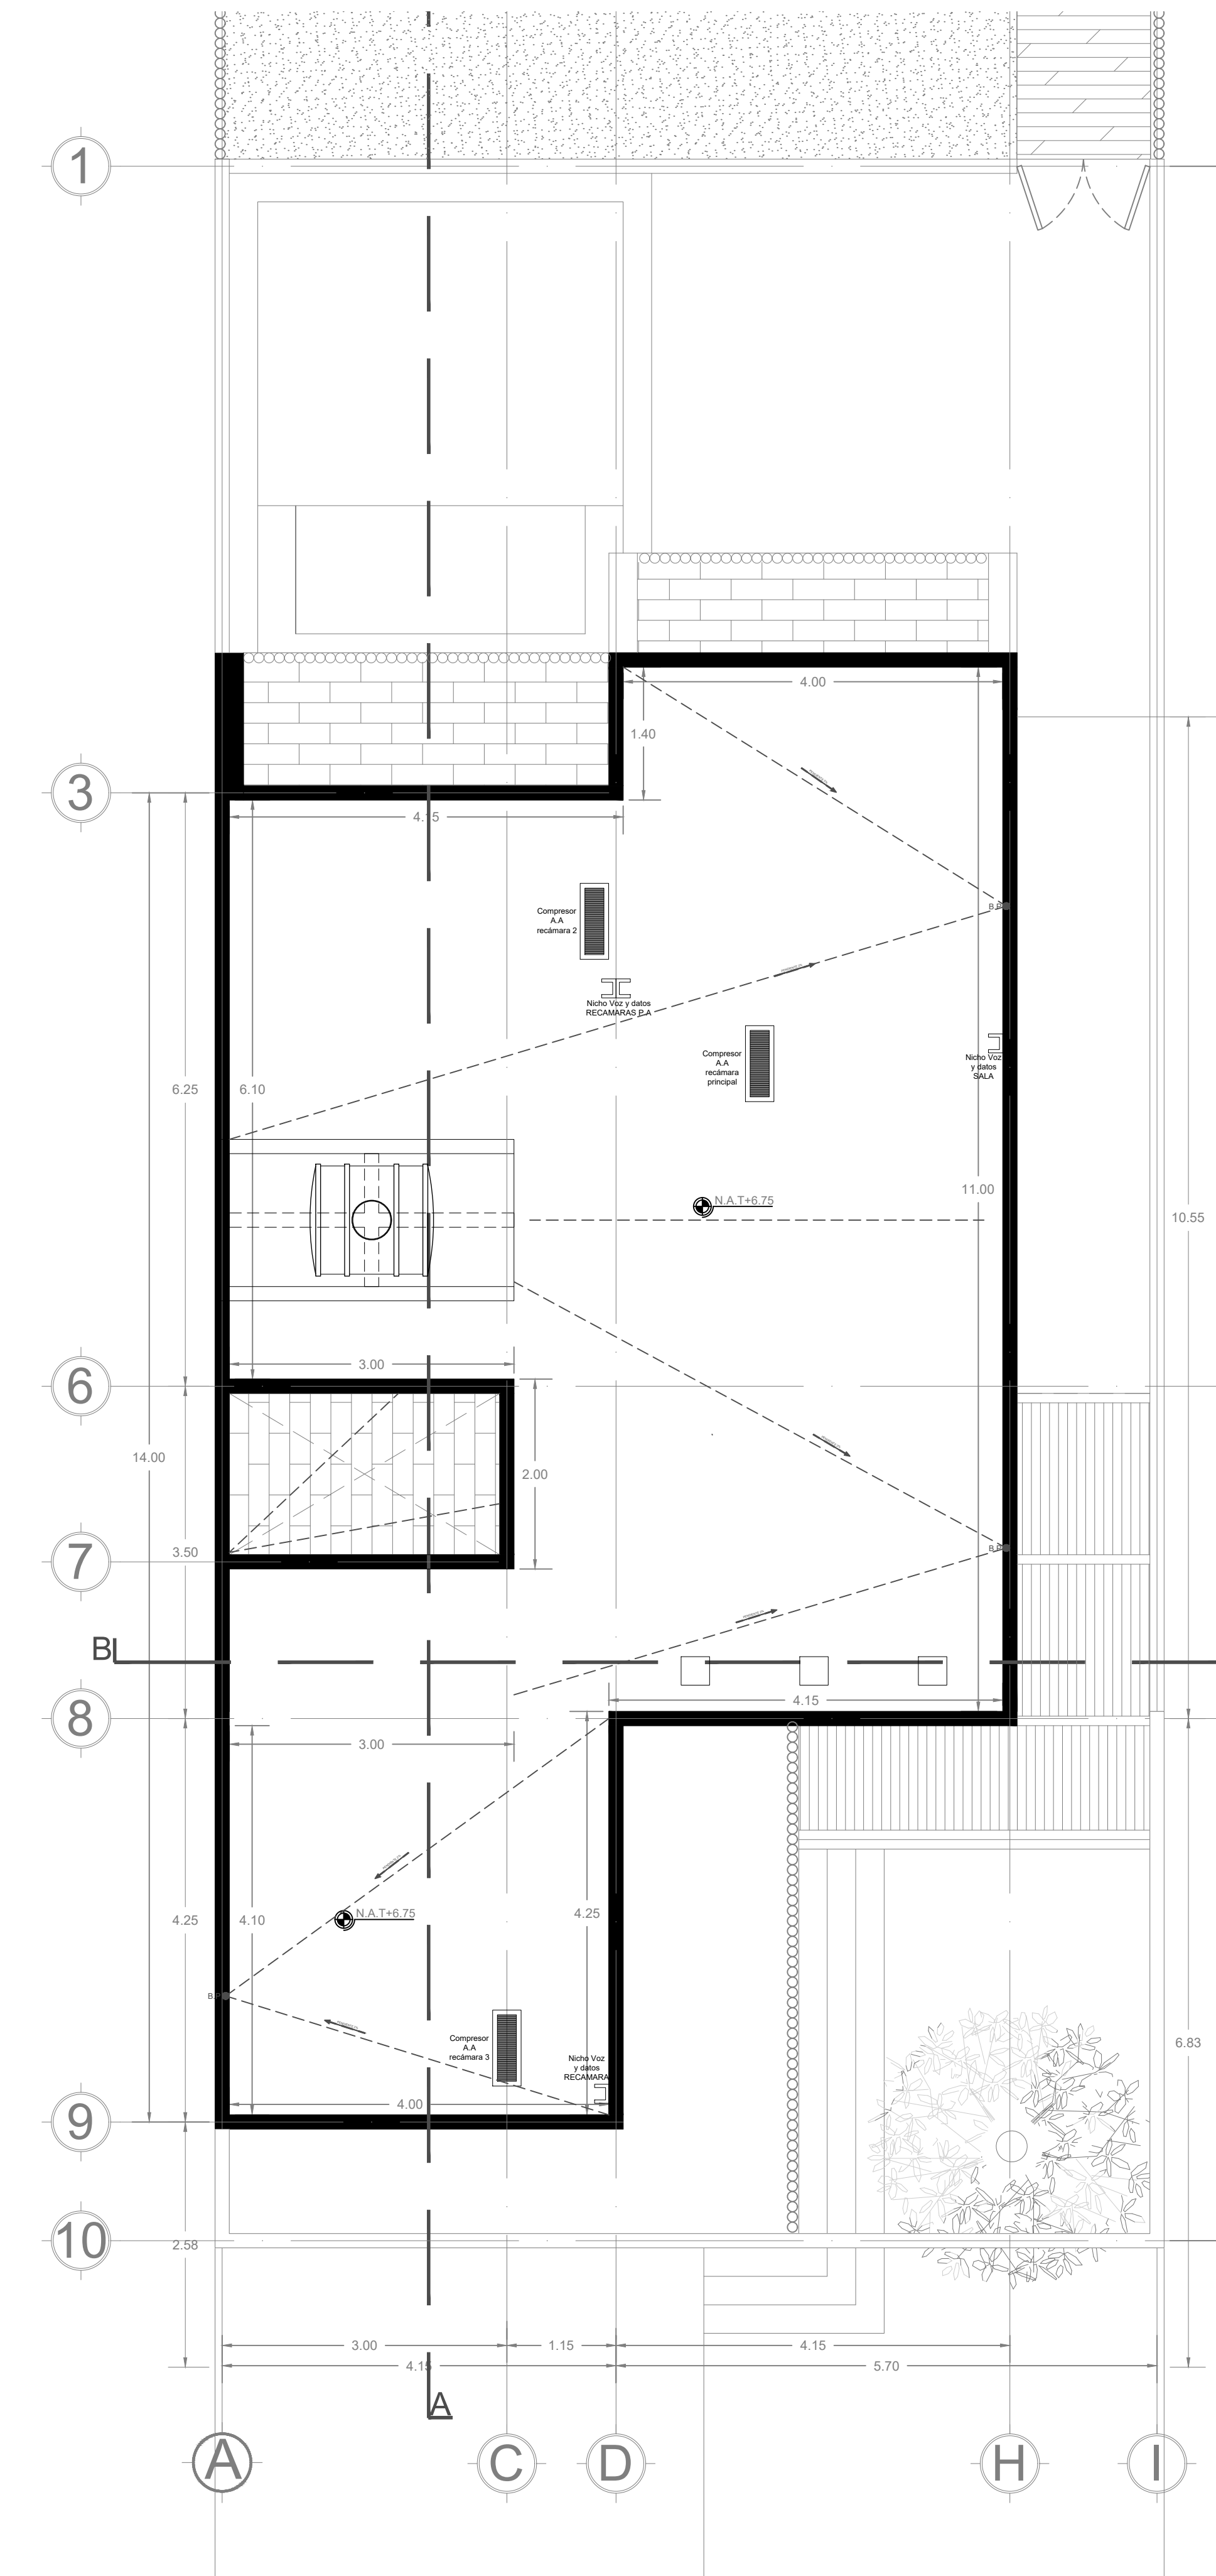 1
4.00
1.40
3
4.15
B.P
Compresor
A.A
recámara 2
Nicho Voz y datos
RECAMARAS P.A
Compresor
A.A
recámara
principal
Nicho Voz
y datos
SALA
6.25
6.10
11.00
N.A.T+6.75
10.55
3.00
6
14.00
2.00
3.50
7
B.P
B
4.15
8
3.00
4.25
4.10
N.A.T+6.75
4.25
B.P
Compresor
A.A
recámara 3
Nicho Voz
y datos
RECAMARA
6.83
4.00
9
10
2.58
3.00
1.15
4.15
4.15
5.70
A
A
C
D
H
I